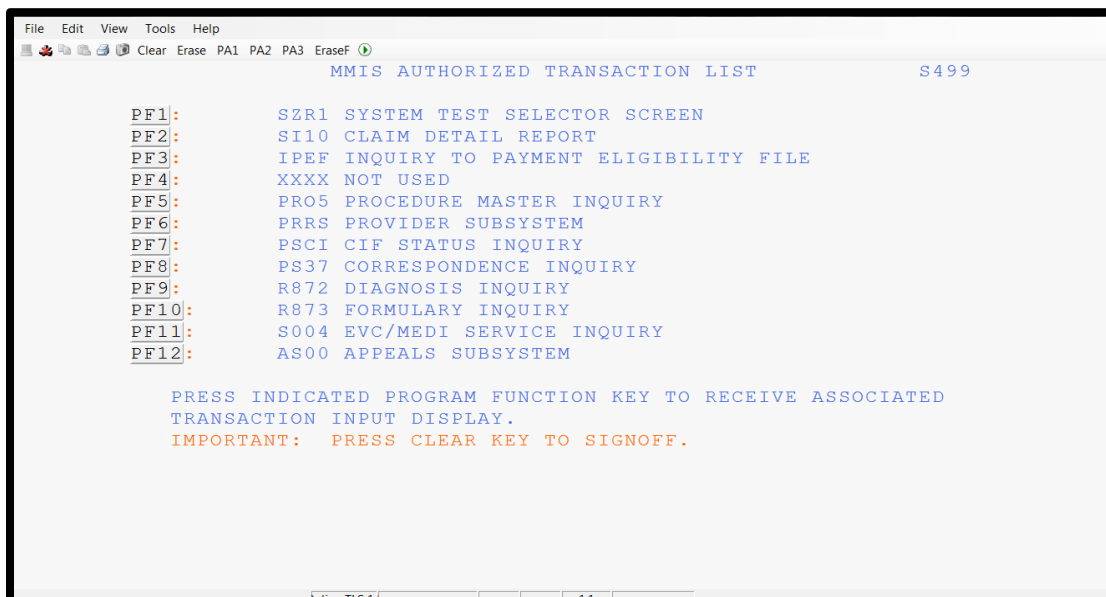 File Edit View Tools Help
Clear Erase PA1 PA2 PA3 EraseF
MMIS AUTHORIZED TRANSACTION LIST S499
PF1: SZR1 SYSTEM TEST SELECTOR SCREEN
PF2: SI10 CLAIM DETAIL REPORT
PF3: IPEF INQUIRY TO PAYMENT ELIGIBILITY FILE
PF4: XXXX NOT USED
PF5: PRO5 PROCEDURE MASTER INQUIRY
PF6: PRRS PROVIDER SUBSYSTEM
PF7: PSCI CIF STATUS INQUIRY
PF8: PS37 CORRESPONDENCE INQUIRY
PF9: R872 DIAGNOSIS INQUIRY
PF10: R873 FORMULARY INQUIRY
PF11: S004 EVC/MEDI SERVICE INQUIRY
PF12: AS00 APPEALS SUBSYSTEM
PRESS INDICATED PROGRAM FUNCTION KEY TO RECEIVE ASSOCIATED
TRANSACTION INPUT DISPLAY.
IMPORTANT: PRESS CLEAR KEY TO SIGNOFF.